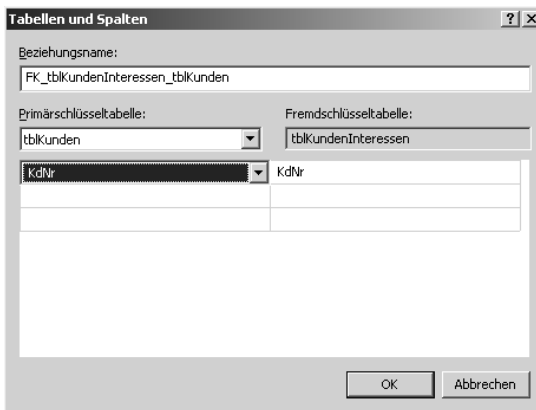 Tabellen und Spalten
Beziehungsname:
FK_tblKundenInteressen_tblKunden
Primärschlüsseltabelle: Fremdschlüsseltabelle:
tblKunden tblKundenInteressen
KdNr KdNr
OK Abbrechen